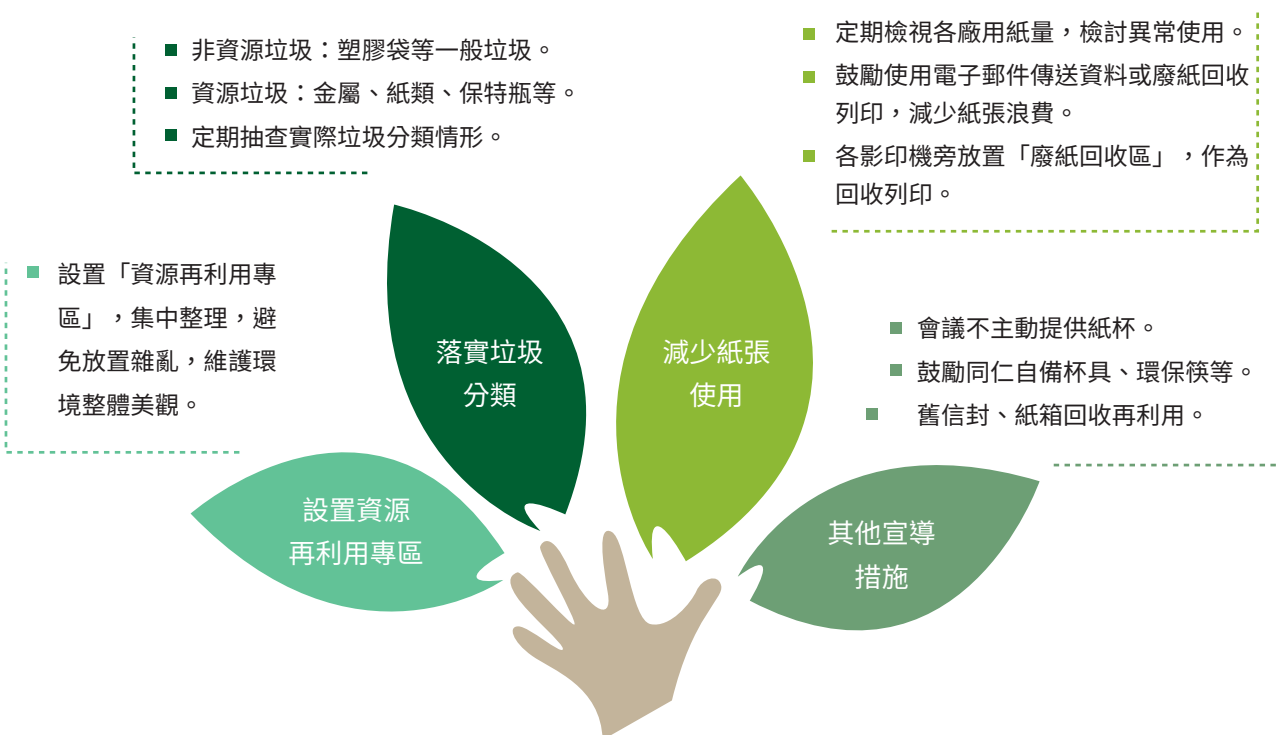 非資源垃圾：塑膠袋等一般垃圾。
資源垃圾：金屬、紙類、保特瓶等。
定期抽查實際垃圾分類情形。
定期檢視各廠用紙量，檢討異常使用。
鼓勵使用電子郵件傳送資料或廢紙回收
列印，減少紙張浪費。
各影印機旁放置「廢紙回收區」，作為
回收列印。
設置「資源再利用專
區」，集中整理，避
免放置雜亂，維護環
境整體美觀。
會議不主動提供紙杯。
鼓勵同仁自備杯具、環保筷等。
舊信封、紙箱回收再利用。
落實垃圾
分類
減少紙張
使用
設置資源
再利用專區
其他宣導
措施